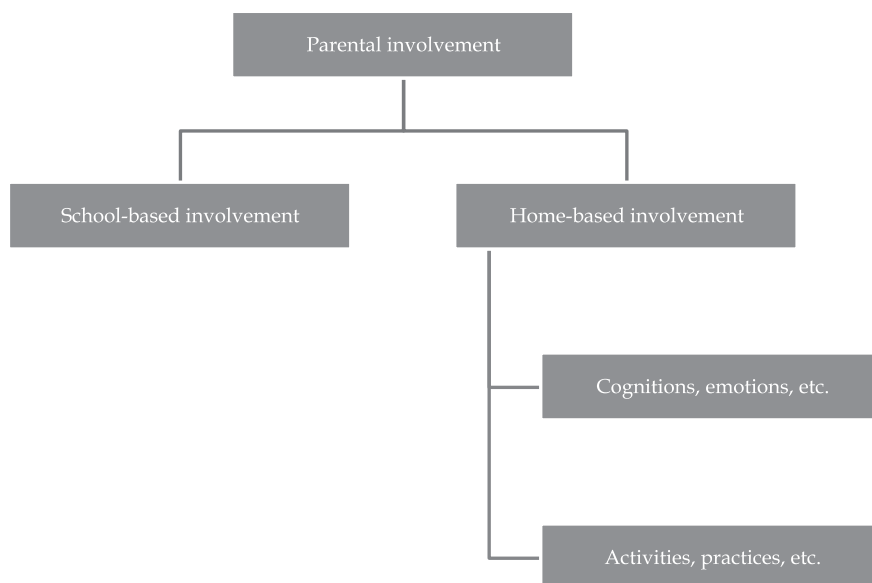 Parental involvement
School-based involvement
Home-based involvement
Cognitions, emotions, etc.
Activities, practices, etc.